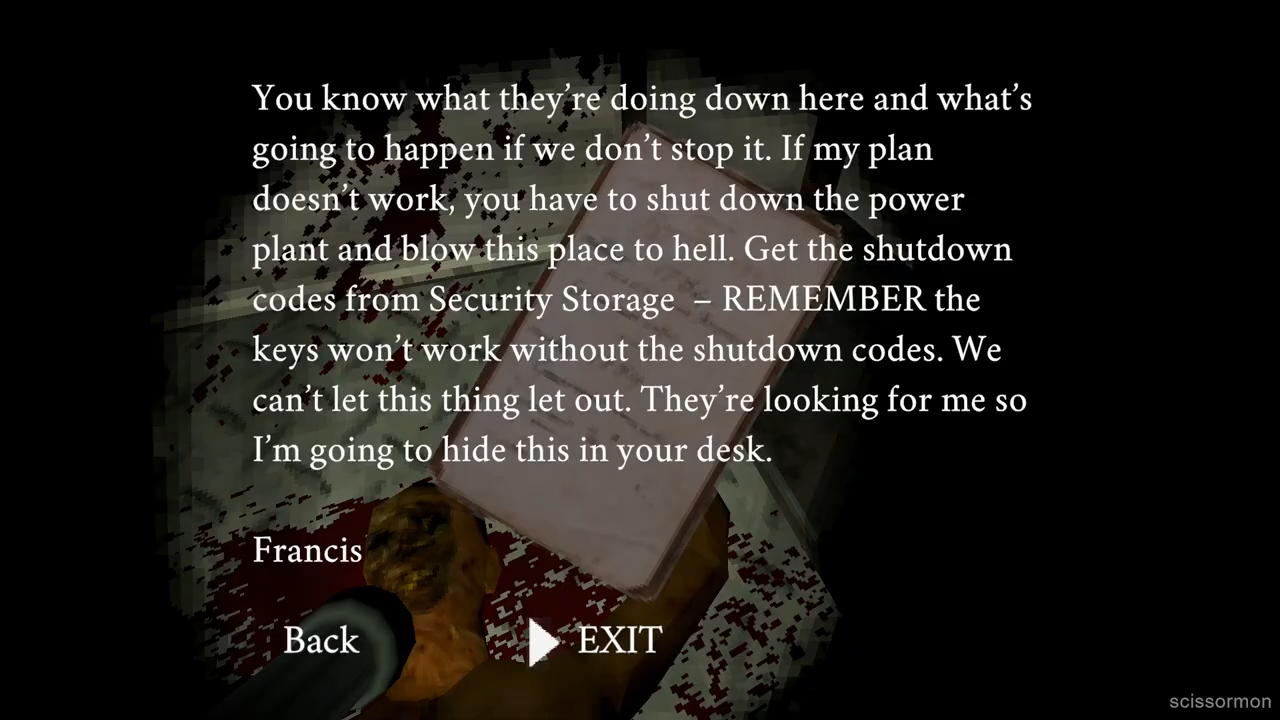 You know what they're doing down here and what's
going to happen if we don't stop it. If my plan
doesn't work, you have to shut down the power
plant and blow this place to hell. Get the shutdown
codes from Security Storage – REMEMBER the
keys won't work without the shutdown codes. We
can't let this thing let out. They're looking for me so
I'm going to hide this in your desk.
Francis
Back EXIT
scissormon